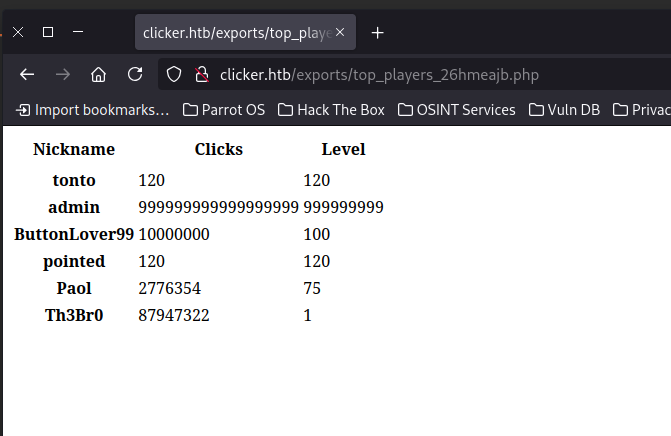 clicker.htb/exports/top_playe
clicker.htb/exports/top_players_26hmeajb.php
Import bookmarks… Parrot OS Hack The Box OSINT Services Vuln DB Privac
Nickname Clicks Level
tonto 120 120
admin 999999999999999999 999999999
ButtonLover99 10000000 100
pointed 120 120
Paol 2776354 75
Th3Br0 87947322 1